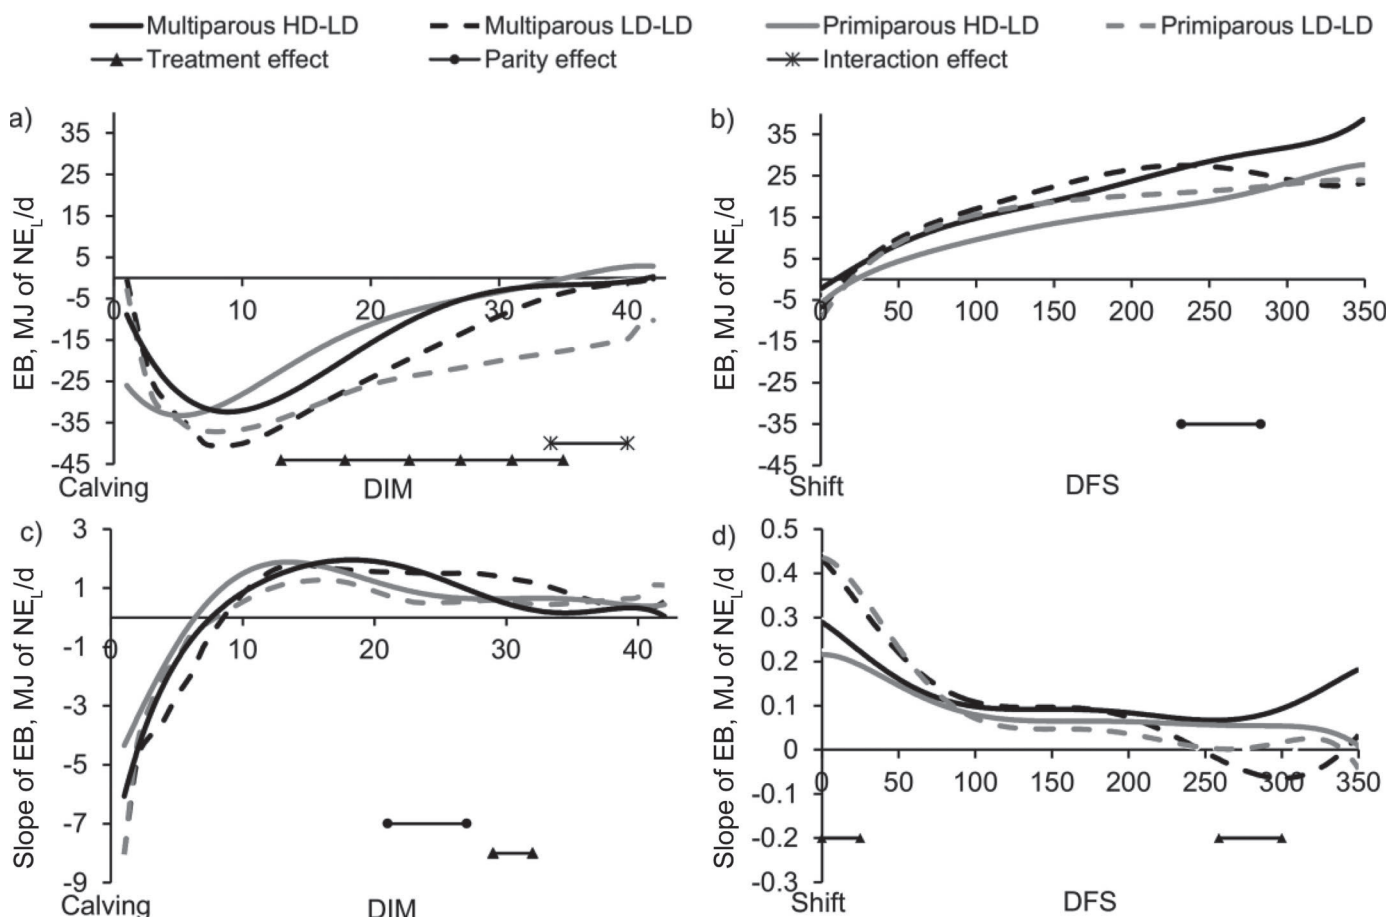 Multiparous HD-LD Multiparous LD-LD Primiparous HD-LD Primiparous LD-LD
Treatment effect Parity effect Interaction effect
a)
EB, MJ of NE_L/d
35
25
15
5
-5
-15
-25
-35
-45
0 10 20 30 40
Calving DIM
b)
EB, MJ of NE_L/d
35
25
15
5
-5
-15
-25
-35
-45
0 50 100 150 200 250 300 350
Shift DFS
c)
Slope of EB, MJ of NE_L/d
3
1
-1
-3
-5
-7
-9
0 10 20 30 40
Calving DIM
d)
Slope of EB, MJ of NE_L/d
0.5
0.4
0.3
0.2
0.1
0
-0.1
-0.2
-0.3
0 50 100 150 200 250 300 350
Shift DFS